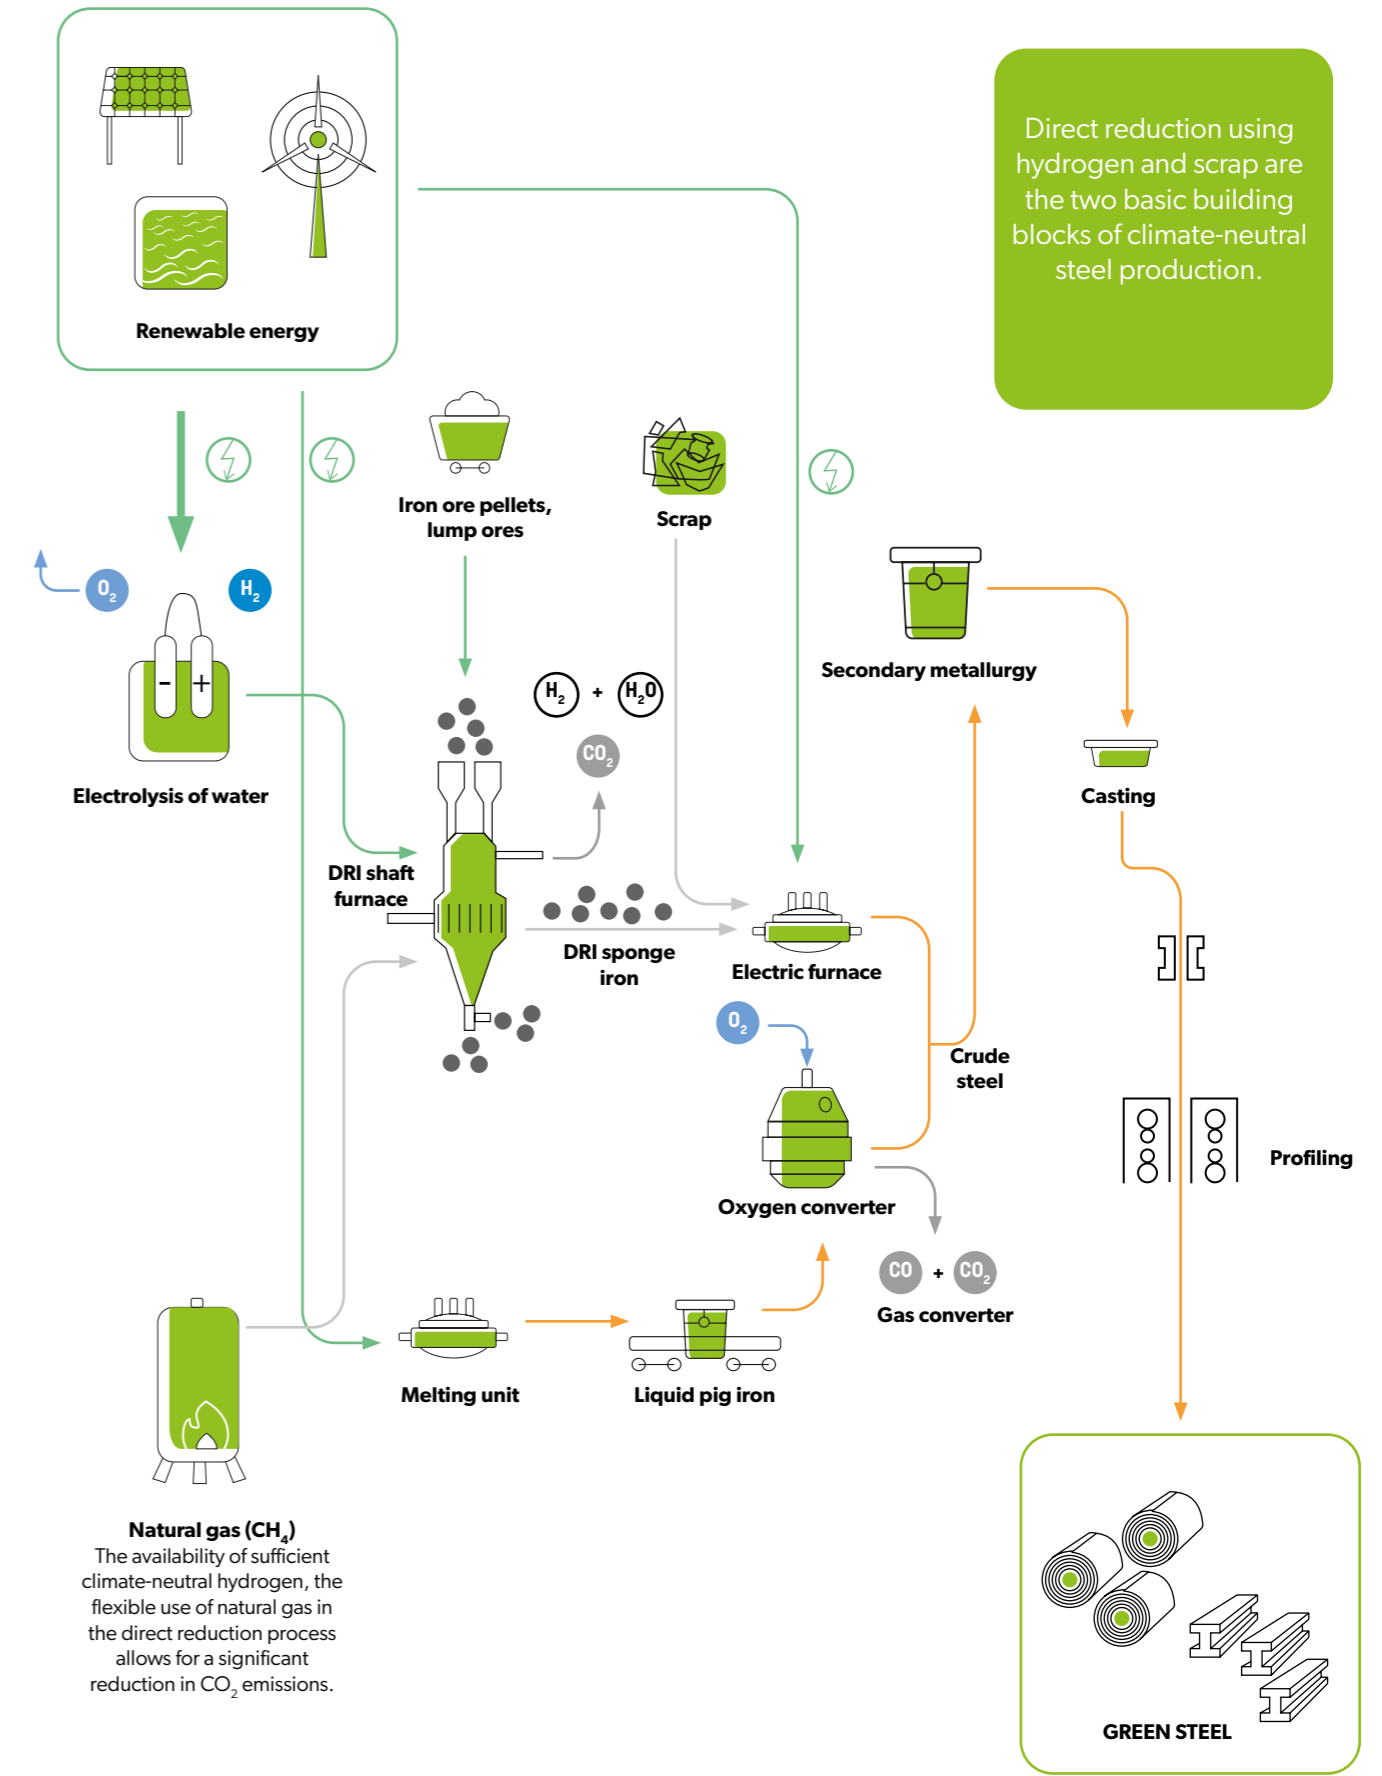 Direct reduction using
hydrogen and scrap are
the two basic building
blocks of climate-neutral
steel production.
Renewable energy
Iron ore pellets,
lump ores
Scrap
O₂
H₂
- +
Electrolysis of water
H₂ + H₂O
CO₂
Secondary metallurgy
Casting
DRI shaft
furnace
DRI sponge
iron
Electric furnace
O₂
Crude
steel
Profiling
Oxygen converter
CO + CO₂
Gas converter
Melting unit
Liquid pig iron
Natural gas (CH₄)
The availability of sufficient
climate-neutral hydrogen, the
flexible use of natural gas in
the direct reduction process
allows for a significant
reduction in CO₂ emissions.
GREEN STEEL